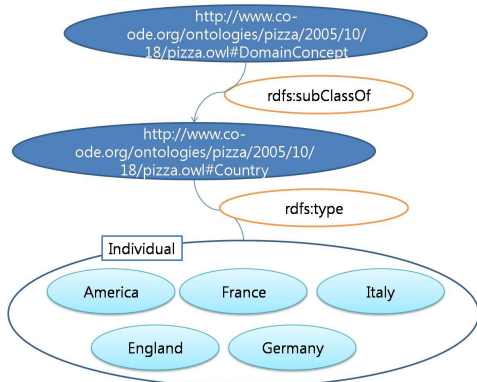 http://www.co-
ode.org/ontologies/pizza/2005/10/
18/pizza.owl#DomainConcept
rdfs:subClassOf
http://www.co-
ode.org/ontologies/pizza/2005/10/
18/pizza.owl#Country
rdfs:type
Individual
America
France
Italy
England
Germany